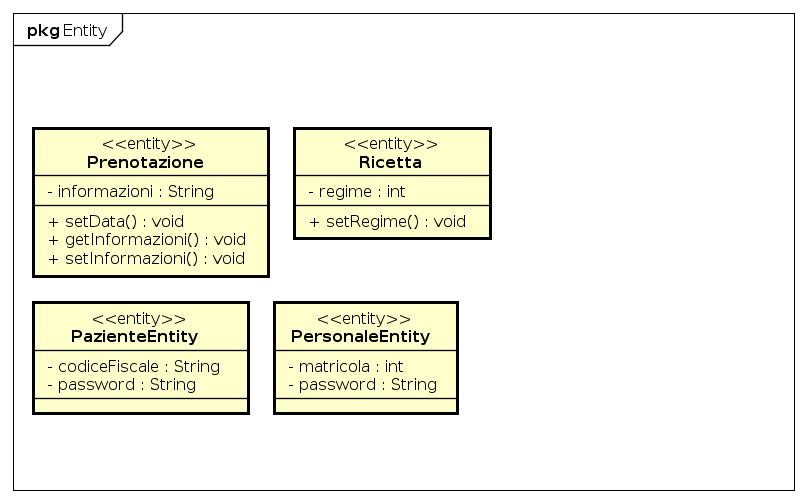 pkg Entity
<<entity>>
Prenotazione
- informazioni : String
+ setData() : void
+ getInformazioni() : void
+ setInformazioni() : void
<<entity>>
Ricetta
- regime : int
+ setRegime() : void
<<entity>>
PazienteEntity
- codiceFiscale : String
- password : String
<<entity>>
PersonaleEntity
- matricola : int
- password : String